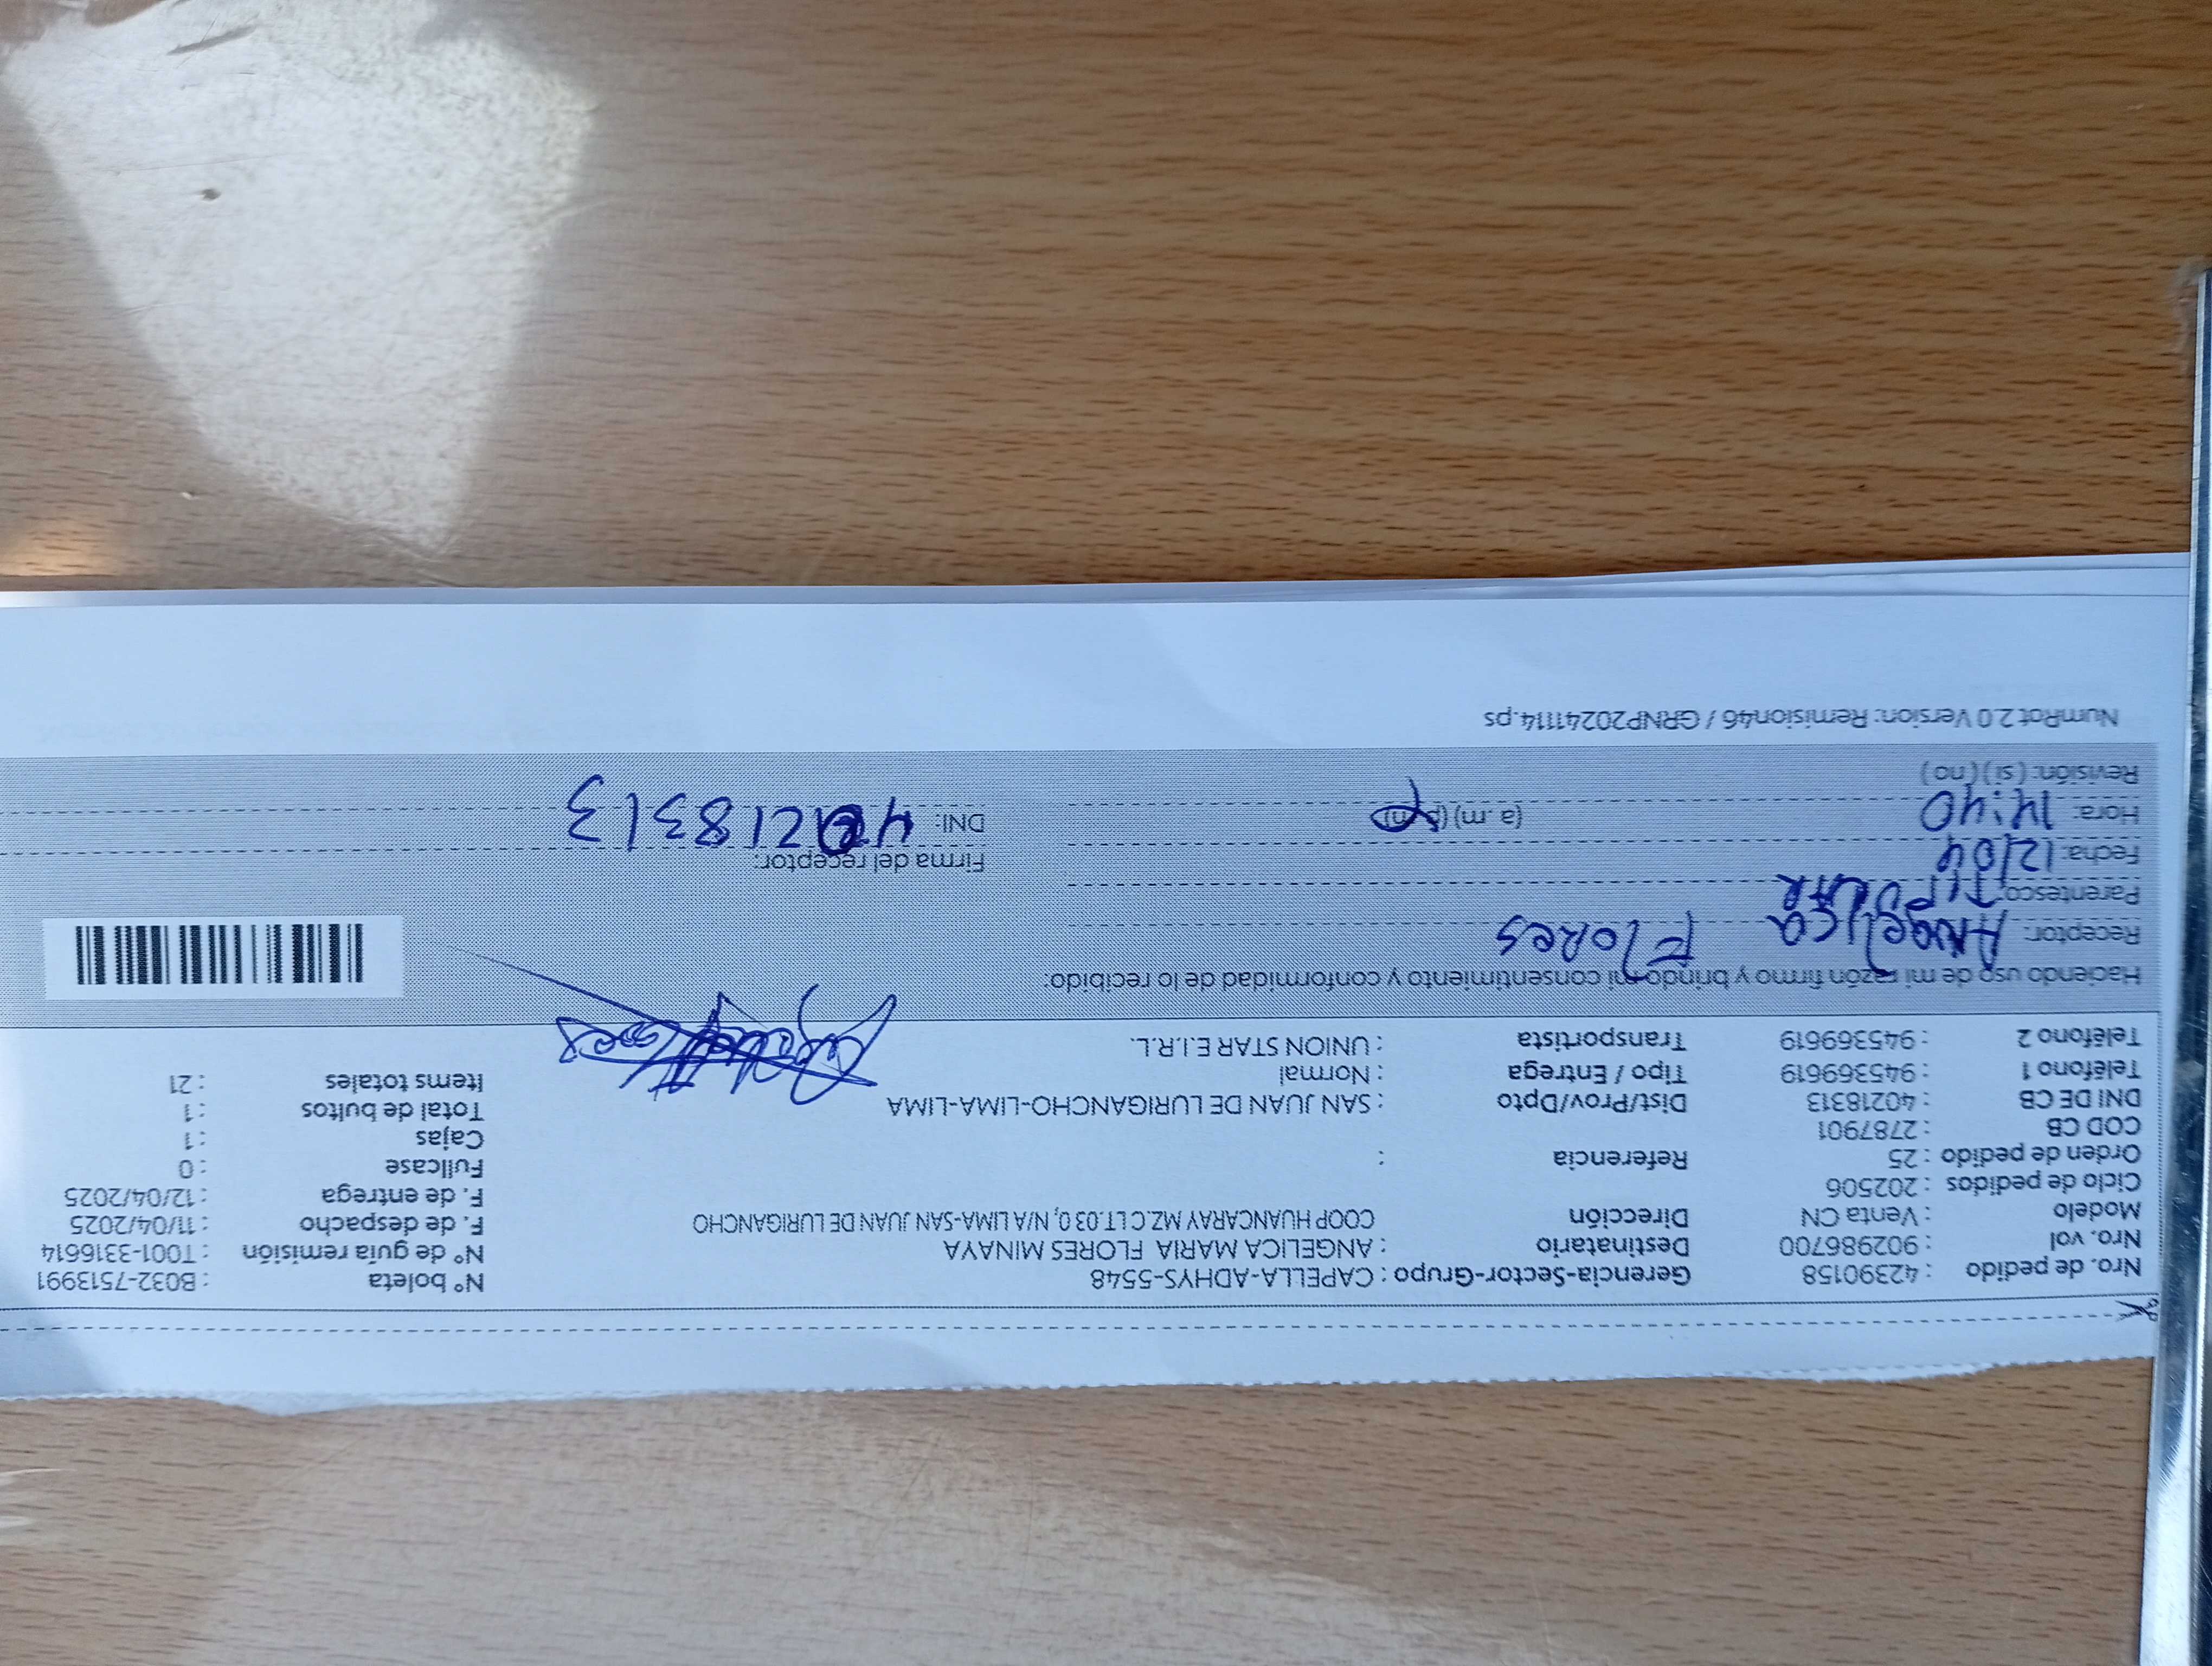 Nro. de pedido : 42390158 Gerencia-Sector-Grupo : CAPELLA-ADHYS-5548 N° boleta : B032-7513991
Nro. vol : 902986700 Destinatario : ANGELICA MARIA FLORES MINAYA N° de guía remisión : T001-3316614
Modelo : Venta CN Dirección COOP HUANCARAY MZ.C LT.03 0, N/A LIMA-SAN JUAN DE LURIGANCHO F. de despacho : 11/04/2025
Ciclo de pedidos : 202506 F. de entrega : 12/04/2025
Orden de pedido : 25 Referencia : Fullcase : 0
COD CB : 2787901 Cajas : 1
DNI DE CB : 40218313 Dist/Prov/Dpto : SAN JUAN DE LURIGANCHO-LIMA-LIMA Total de bultos : 1
Teléfono 1 : 945369619 Tipo / Entrega : Normal Items totales : 21
Teléfono 2 : 945369619 Transportista : UNION STAR E.I.R.L.
Haciendo uso de mi razón firmo y brindo mi consentimiento y conformidad de lo recibido:
Receptor: ANgelica Flores
Parentesco: TiTULAR
Fecha: 12/04 Firma del receptor:
Hora: 14:40 (a .m) (p.m) DNI: 40218313
Revisión: ( si ) ( no )
NumRot 2.0 Version: Remision46 / GRNP20241114.ps